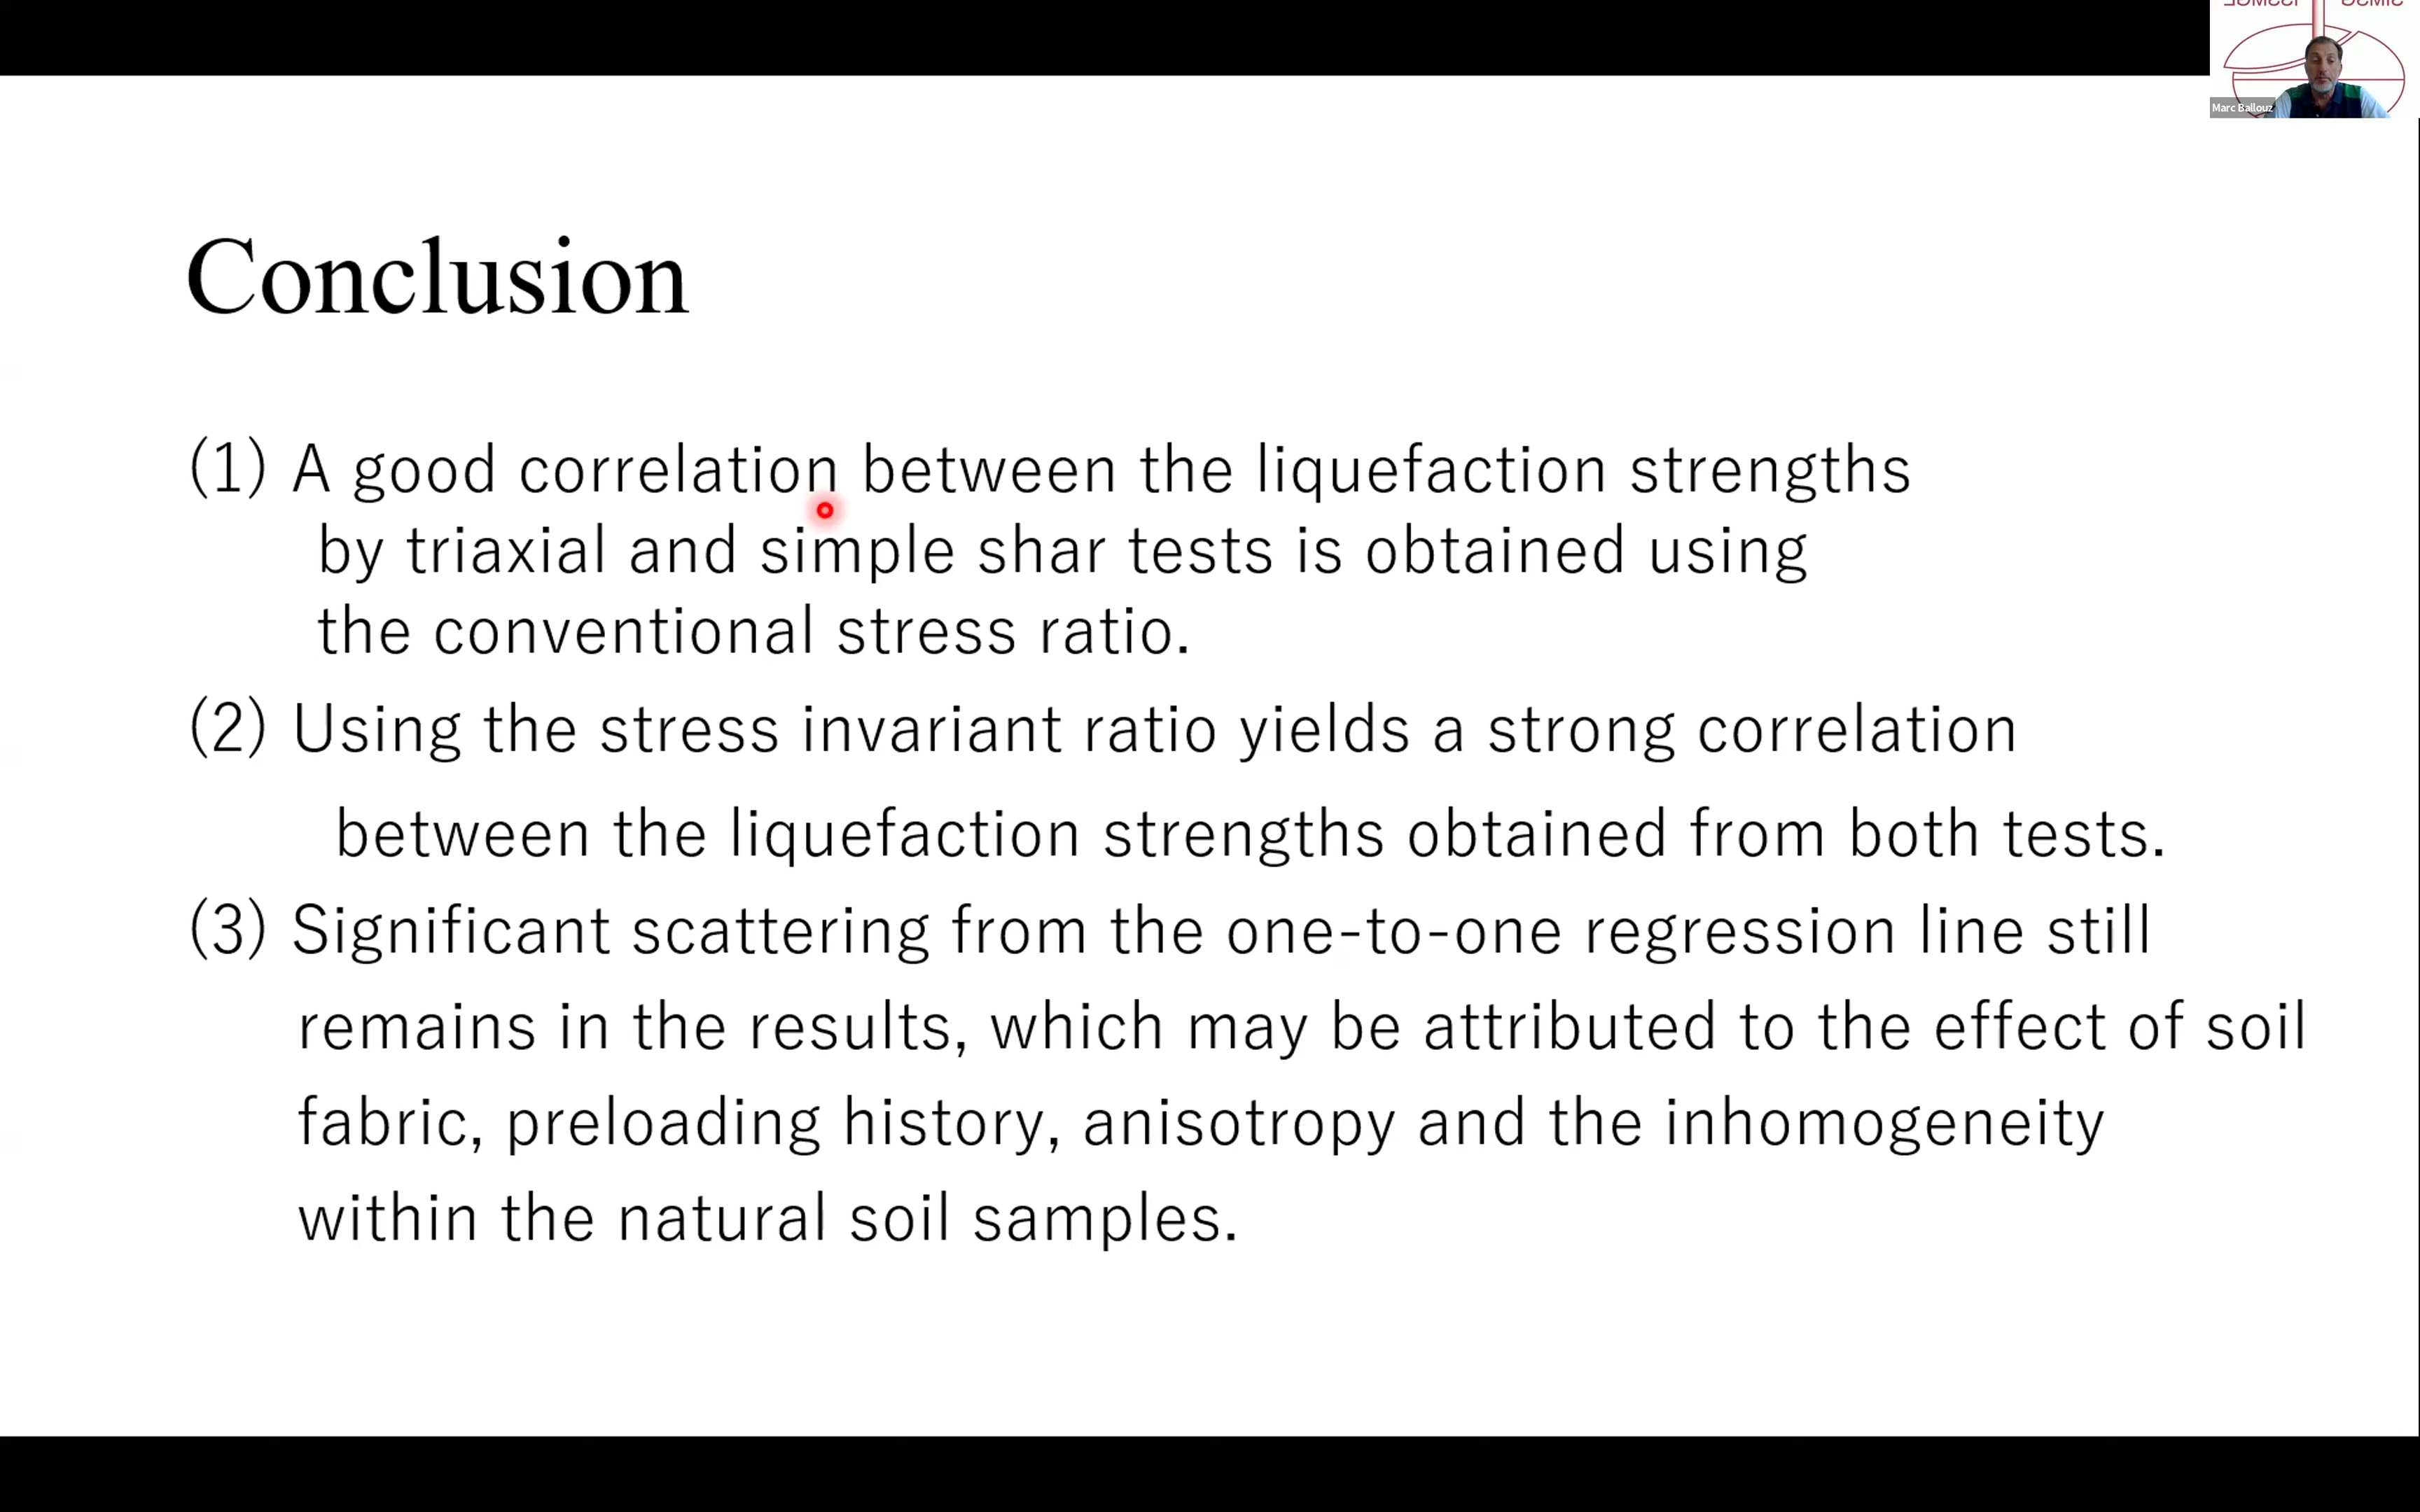 Marc Ballouz
Conclusion
(1) A good correlation between the liquefaction strengths
by triaxial and simple shar tests is obtained using
the conventional stress ratio.
(2) Using the stress invariant ratio yields a strong correlation
between the liquefaction strengths obtained from both tests.
(3) Significant scattering from the one-to-one regression line still
remains in the results, which may be attributed to the effect of soil
fabric, preloading history, anisotropy and the inhomogeneity
within the natural soil samples.